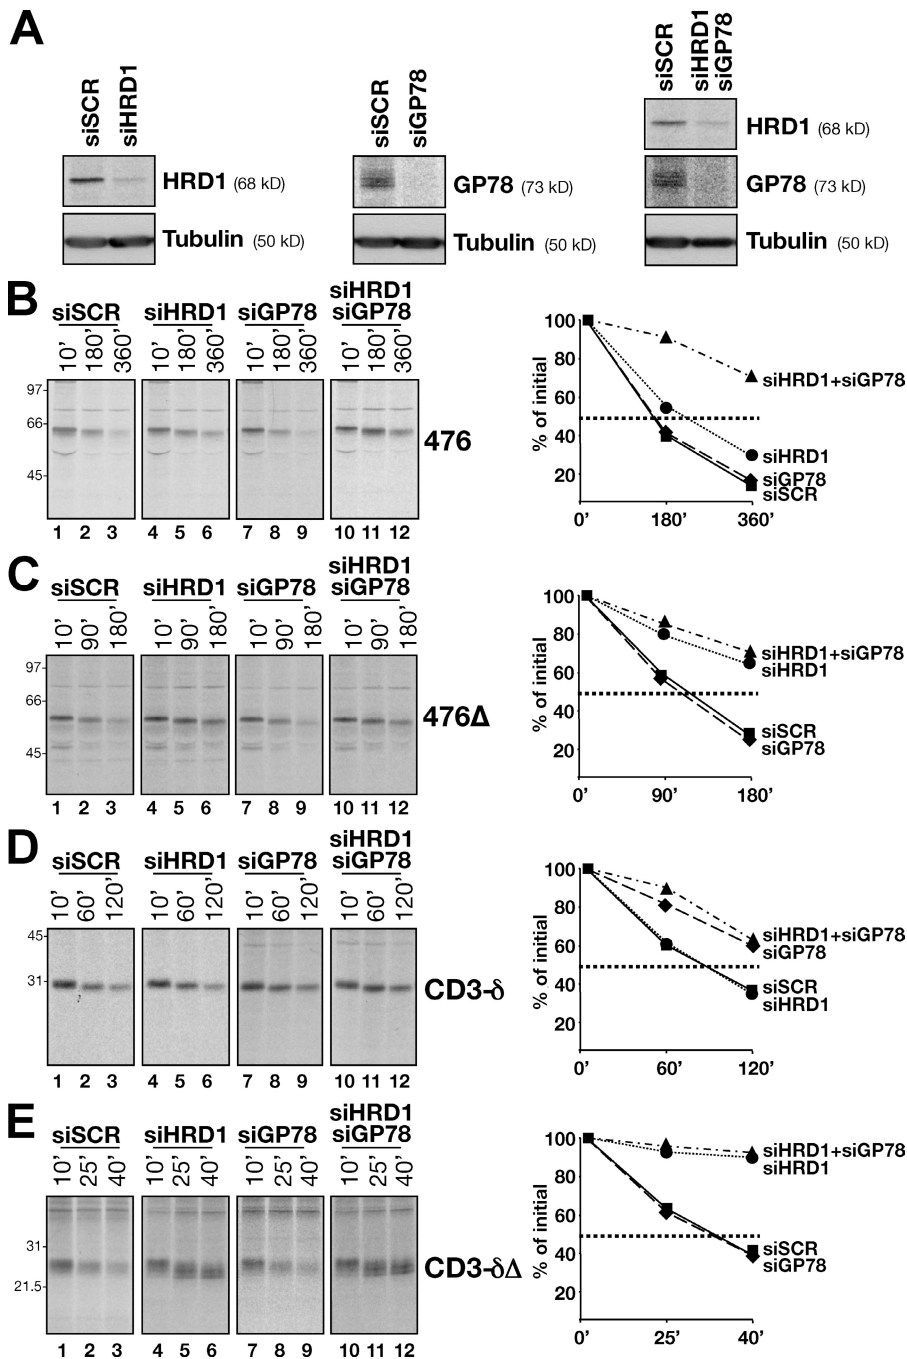 A
siSCR
siHRD1
HRD1 (68 kD)
Tubulin (50 kD)
siSCR
siGP78
GP78 (73 kD)
Tubulin (50 kD)
siSCR
siHRD1
siGP78
HRD1 (68 kD)
GP78 (73 kD)
Tubulin (50 kD)
B
siSCR siHRD1 siGP78 siHRD1
siGP78
10' 180' 360' 10' 180' 360' 10' 180' 360' 10' 180' 360'
97
66
45
476
1 2 3 4 5 6 7 8 9 10 11 12
% of initial
100
80
60
40
20
0' 180' 360'
siHRD1+siGP78
siHRD1
siGP78
siSCR
C
siSCR siHRD1 siGP78 siHRD1
siGP78
10' 90' 180' 10' 90' 180' 10' 90' 180' 10' 90' 180'
97
66
45
476Δ
1 2 3 4 5 6 7 8 9 10 11 12
% of initial
100
80
60
40
20
0' 90' 180'
siHRD1+siGP78
siHRD1
siSCR
siGP78
D
siSCR siHRD1 siGP78 siHRD1
siGP78
10' 60' 120' 10' 60' 120' 10' 60' 120' 10' 60' 120'
45
31
CD3-δ
1 2 3 4 5 6 7 8 9 10 11 12
% of initial
100
80
60
40
20
0' 60' 120'
siHRD1+siGP78
siGP78
siSCR
siHRD1
E
siSCR siHRD1 siGP78 siHRD1
siGP78
10' 25' 40' 10' 25' 40' 10' 25' 40' 10' 25' 40'
31
21.5
CD3-δΔ
1 2 3 4 5 6 7 8 9 10 11 12
% of initial
100
80
60
40
20
0' 25' 40'
siHRD1+siGP78
siHRD1
siSCR
siGP78